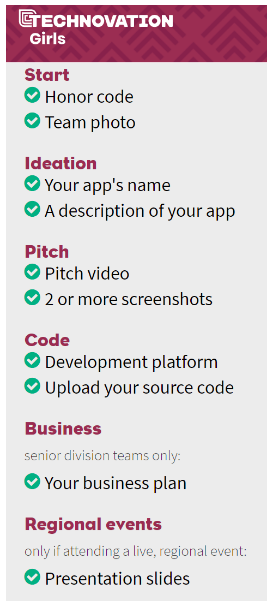 TECHNOVATION
Girls
Start
Honor code
Team photo
Ideation
Your app's name
A description of your app
Pitch
Pitch video
2 or more screenshots
Code
Development platform
Upload your source code
Business
senior division teams only:
Your business plan
Regional events
only if attending a live, regional event:
Presentation slides